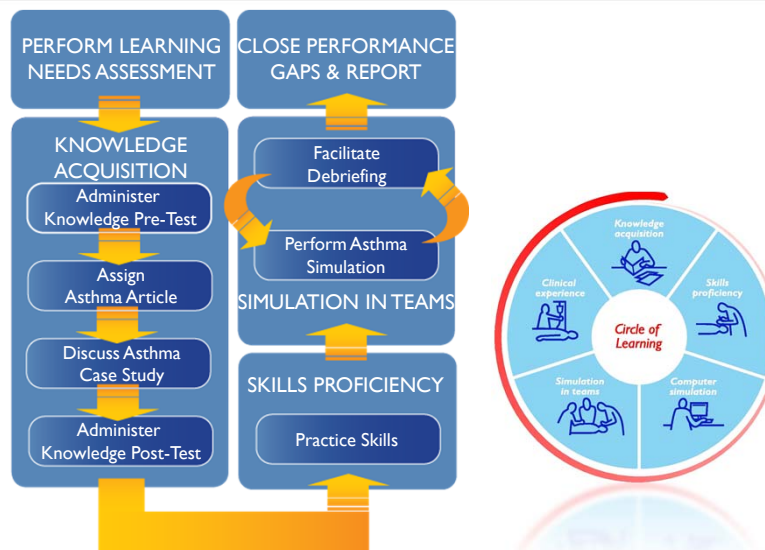 PERFORM LEARNING
NEEDS ASSESSMENT
KNOWLEDGE
ACQUISITION
Administer
Knowledge Pre-Test
Assign
Asthma Article
Discuss Asthma
Case Study
Administer
Knowledge Post-Test
CLOSE PERFORMANCE
GAPS & REPORT
Facilitate
Debriefing
Perform Asthma
Simulation
SIMULATION IN TEAMS
SKILLS PROFICIENCY
Practice Skills
Knowledge
acquisition
Skills
proficiency
Computer
simulation
Simulation
in teams
Clinical
experience
Circle of
Learning